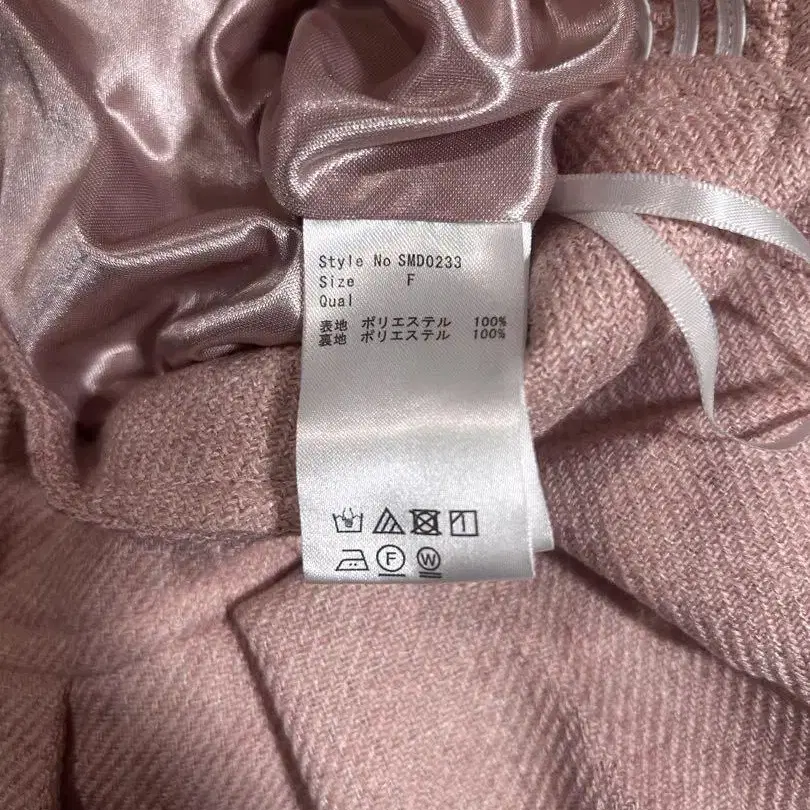 Style No SMD0233
Size F
Qual
表地 ポリエステル 100%
裏地 ポリエステル 100%
F W